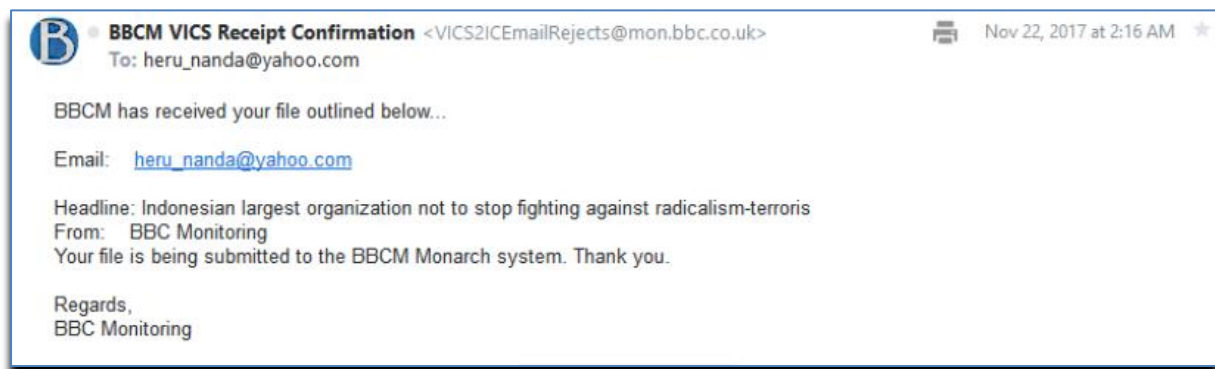 B
BBCM VICS Receipt Confirmation <VICS2ICEmailRejects@mon.bbc.co.uk> Nov 22, 2017 at 2:16 AM
To: heru_nanda@yahoo.com
BBCM has received your file outlined below...
Email: heru_nanda@yahoo.com
Headline: Indonesian largest organization not to stop fighting against radicalism-terroris
From: BBC Monitoring
Your file is being submitted to the BBCM Monarch system. Thank you.
Regards,
BBC Monitoring